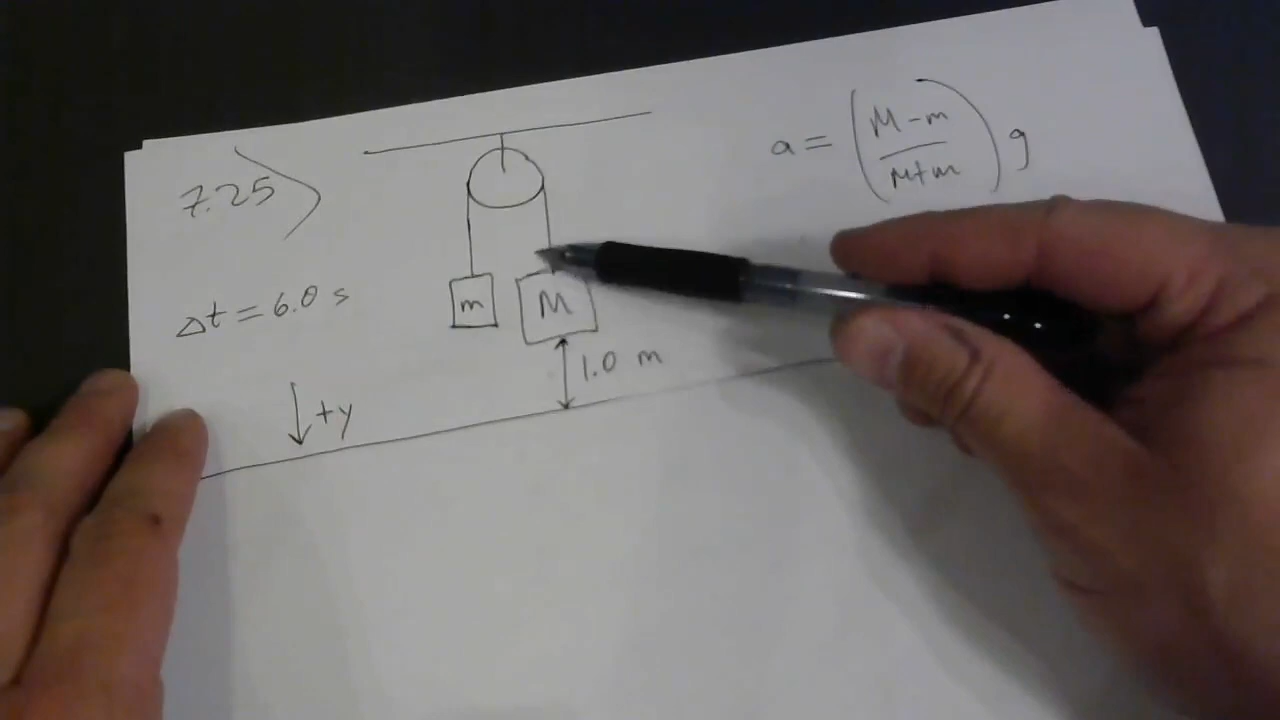 7.25)
a = (M-m / M+m) g
m
M
Δt = 6.0 s
1.0 m
+y